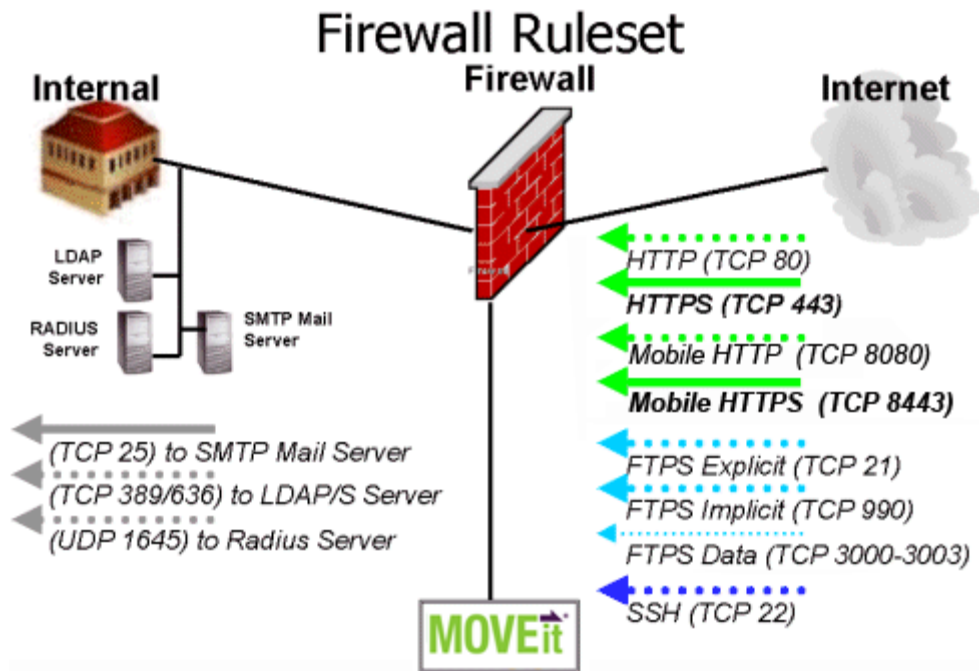 Firewall Ruleset
Internal
Firewall
Internet
LDAP
Server
RADIUS
Server
SMTP Mail
Server
Firewall
HTTP (TCP 80)
HTTPS (TCP 443)
Mobile HTTP (TCP 8080)
Mobile HTTPS (TCP 8443)
(TCP 25) to SMTP Mail Server
(TCP 389/636) to LDAP/S Server
(UDP 1645) to Radius Server
FTPS Explicit (TCP 21)
FTPS Implicit (TCP 990)
FTPS Data (TCP 3000-3003)
SSH (TCP 22)
MOVEit